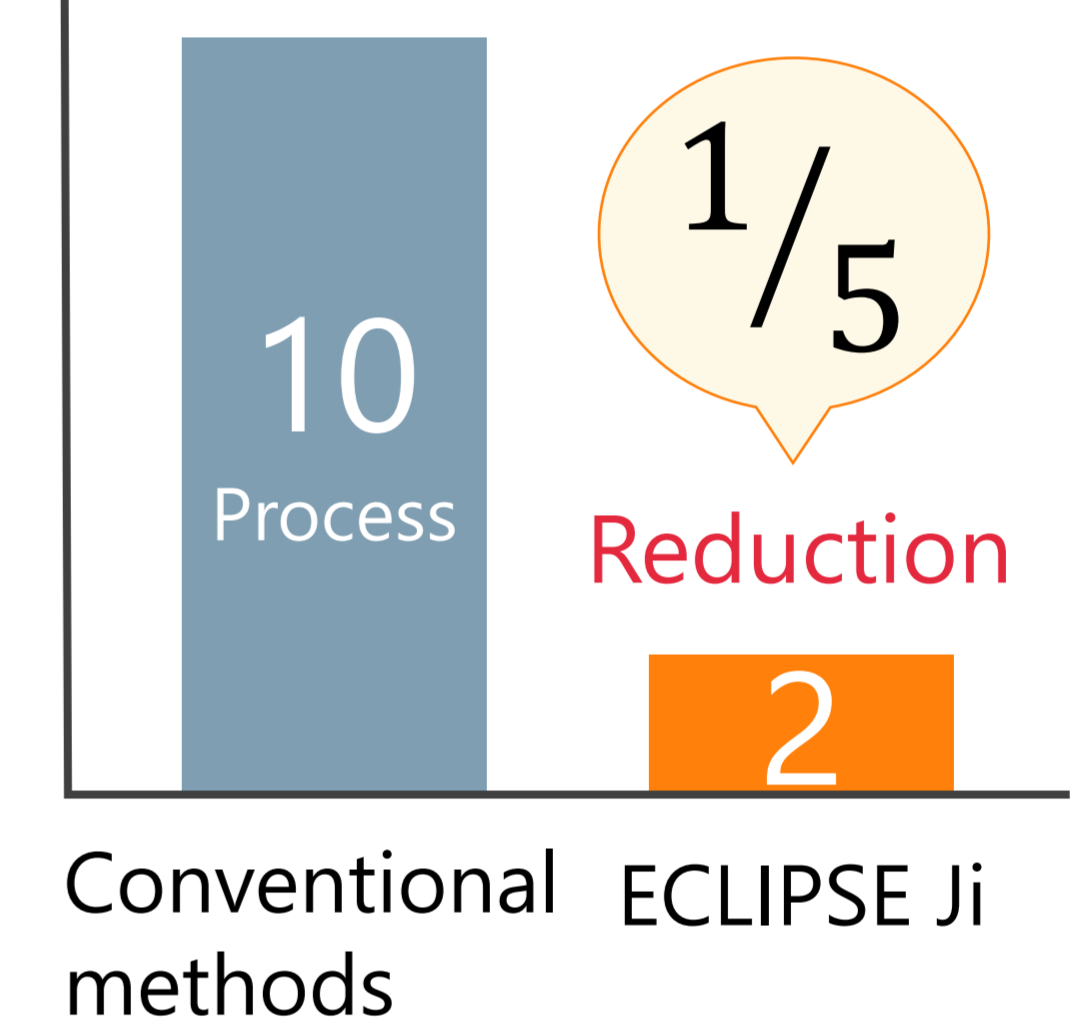 10
Process
1/5
Reduction
2
Conventional
methods
ECLIPSE Ji